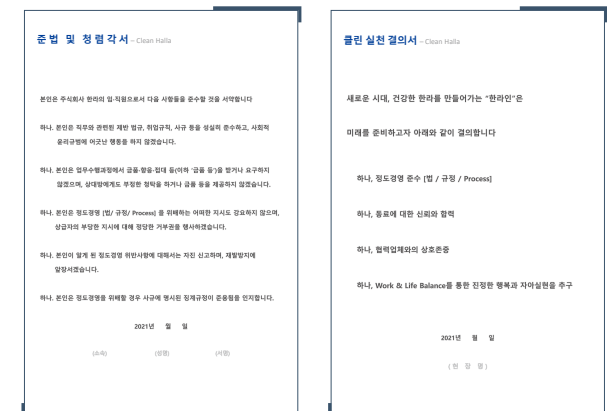 준법 및 청렴각서 – Clean Halla
본인은 주식회사 한라의 임·직원으로서 다음 사항들을 준수할 것을 서약합니다
하나. 본인은 직무와 관련된 제반 법규, 취업규칙, 사규 등을 성실히 준수하고, 사회적
윤리규범에 어긋난 행동을 하지 않겠습니다.
하나. 본인은 업무수행과정에서 금품·향응·접대 등(이하 '금품 등')을 받거나 요구하지
않겠으며, 상대방에게도 부정한 청탁을 하거나 금품 등을 제공하지 않겠습니다.
하나. 본인은 정도경영 [법/ 규정/ Process] 을 위배하는 어떠한 지시도 강요하지 않으며,
상급자의 부당한 지시에 대해 정당한 거부권을 행사하겠습니다.
하나. 본인이 알게 된 정도경영 위반사항에 대해서는 자진 신고하며, 재발방지에
앞장서겠습니다.
하나. 본인은 정도경영을 위배할 경우 사규에 명시된 징계규정이 준용됨을 인지합니다.
2021년 월 일
(소속) (성명) (서명)
클린 실천 결의서 – Clean Halla
새로운 시대, 건강한 한라를 만들어가는 "한라인"은
미래를 준비하고자 아래와 같이 결의합니다
하나, 정도경영 준수 [법 / 규정 / Process]
하나, 동료에 대한 신뢰와 협력
하나, 협력업체와의 상호존중
하나, Work & Life Balance를 통한 진정한 행복과 자아실현을 추구
2021년 월 일
( 현 장 명 )